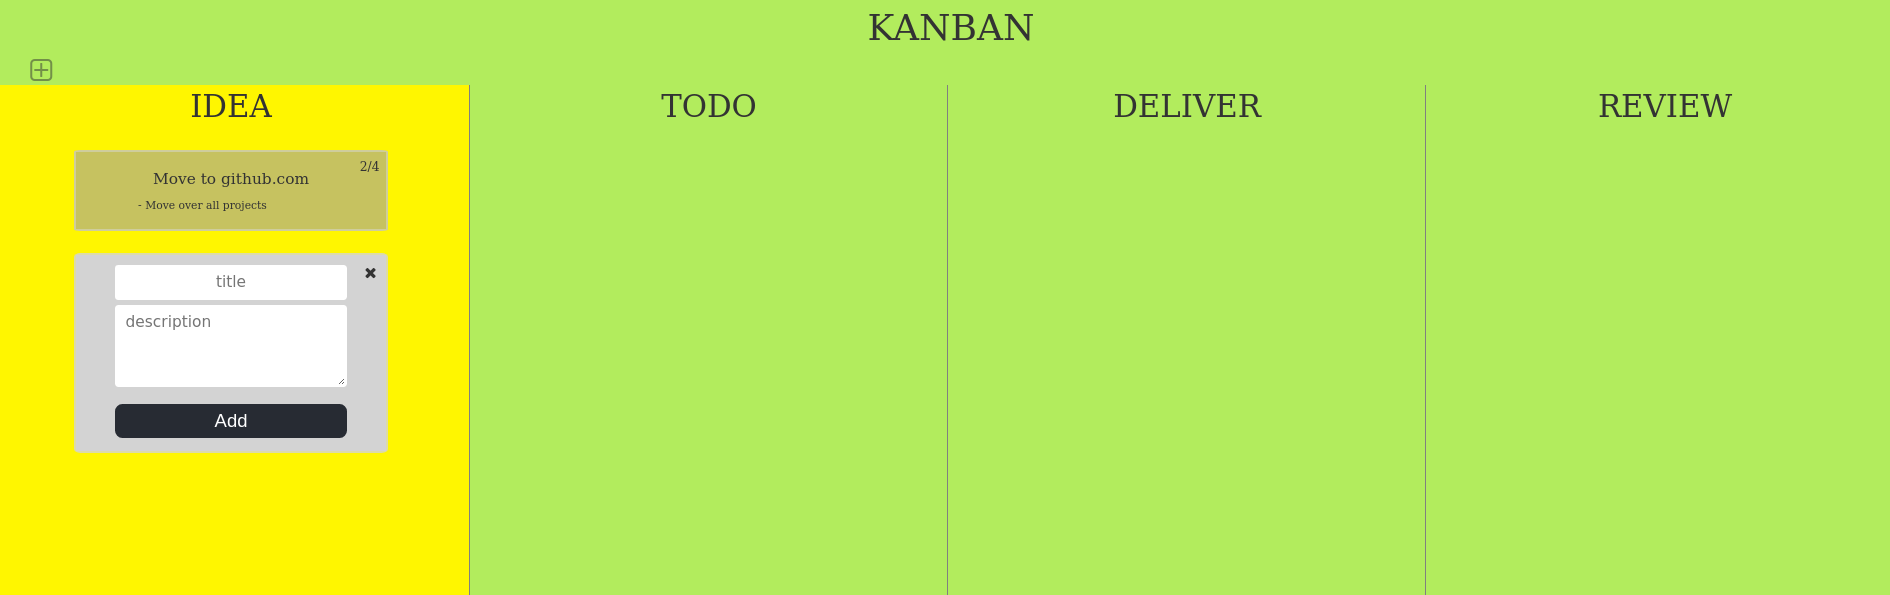 KANBAN
IDEA
TODO
DELIVER
REVIEW
2/4
Move to github.com
- Move over all projects
title
description
Add